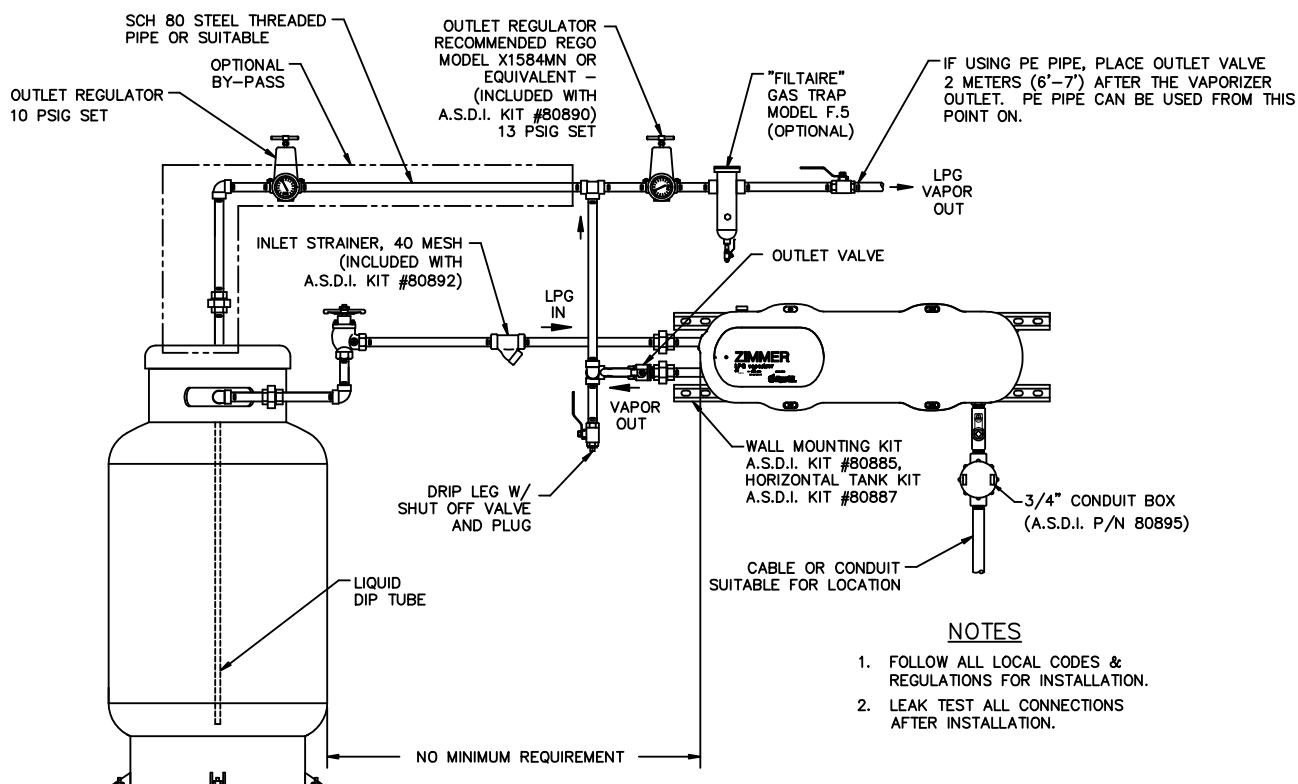 SCH 80 STEEL THREADED
PIPE OR SUITABLE
OPTIONAL
BY-PASS
OUTLET REGULATOR
10 PSIG SET
OUTLET REGULATOR
RECOMMENDED REGO
MODEL X1584MN OR
EQUIVALENT –
(INCLUDED WITH
A.S.D.I. KIT #80890)
13 PSIG SET
"FILTAIRE"
GAS TRAP
MODEL F.5
(OPTIONAL)
IF USING PE PIPE, PLACE OUTLET VALVE
2 METERS (6'-7') AFTER THE VAPORIZER
OUTLET. PE PIPE CAN BE USED FROM THIS
POINT ON.
LPG
VAPOR
OUT
INLET STRAINER, 40 MESH
(INCLUDED WITH
A.S.D.I. KIT #80892)
LPG
IN
OUTLET VALVE
ZIMMER
LPG vaporizer
VAPOR
OUT
WALL MOUNTING KIT
A.S.D.I. KIT #80885,
HORIZONTAL TANK KIT
A.S.D.I. KIT #80887
DRIP LEG W/
SHUT OFF VALVE
AND PLUG
3/4" CONDUIT BOX
(A.S.D.I. P/N 80895)
CABLE OR CONDUIT
SUITABLE FOR LOCATION
LIQUID
DIP TUBE
NOTES
1. FOLLOW ALL LOCAL CODES &
REGULATIONS FOR INSTALLATION.
2. LEAK TEST ALL CONNECTIONS
AFTER INSTALLATION.
NO MINIMUM REQUIREMENT